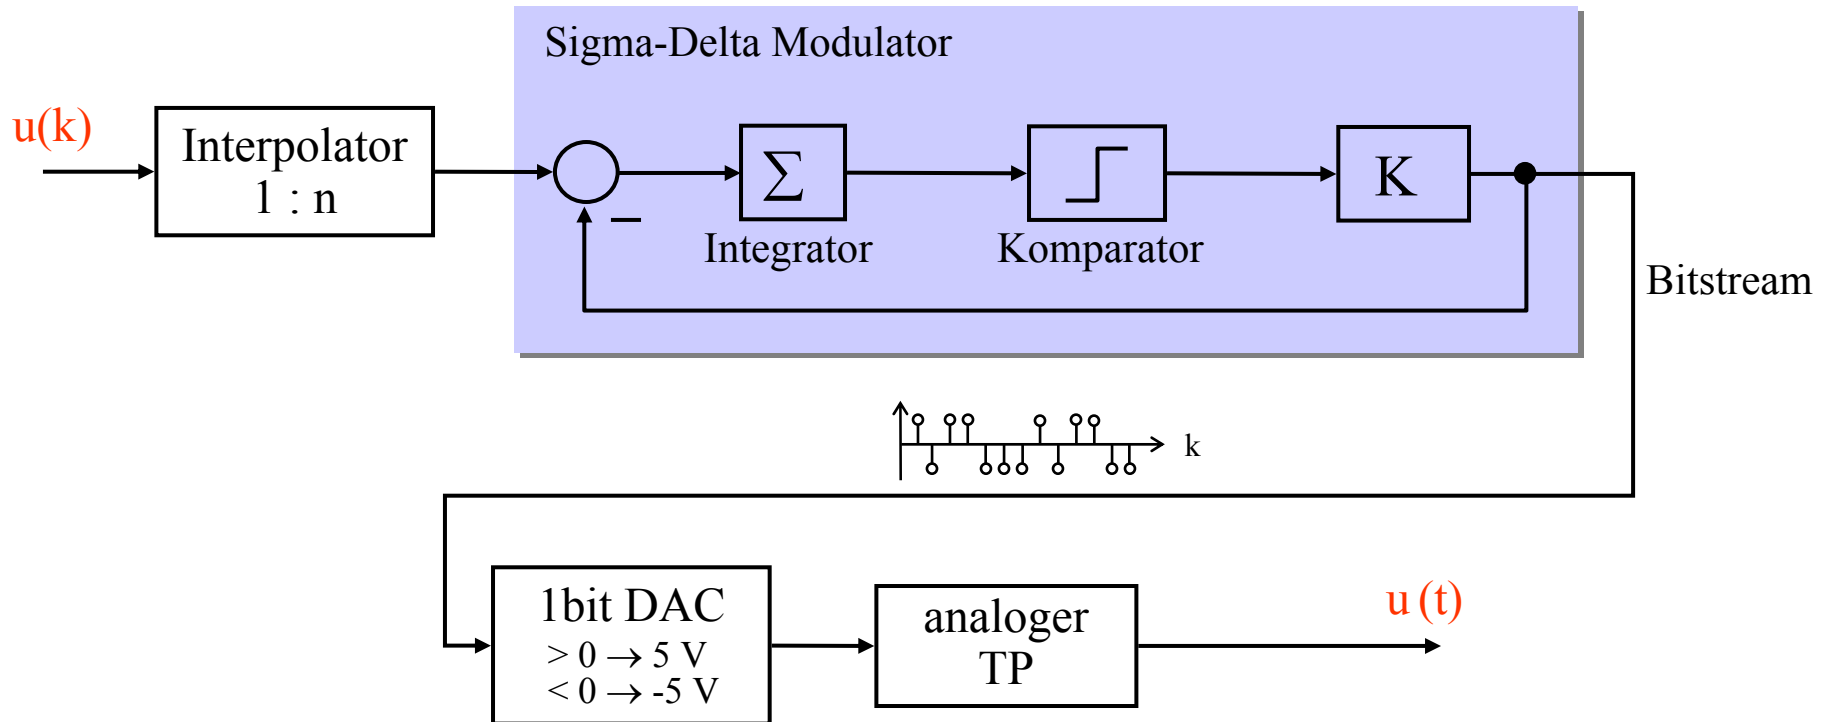 Sigma-Delta Modulator
u(k)
Interpolator
1 : n
Σ
K
–
Integrator
Komparator
Bitstream
k
1bit DAC
> 0 → 5 V
< 0 → -5 V
analoger
TP
u (t)